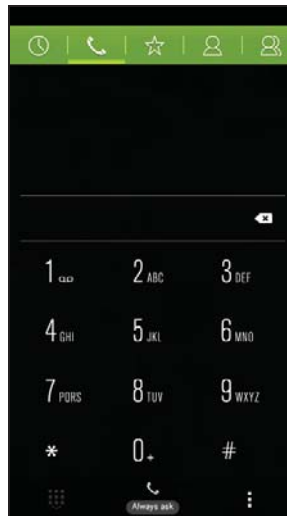 1 2 ABC 3 DEF
4 GHI 5 JKL 6 MNO
7 PQRS 8 TUV 9 WXYZ
* 0 + #
Always ask